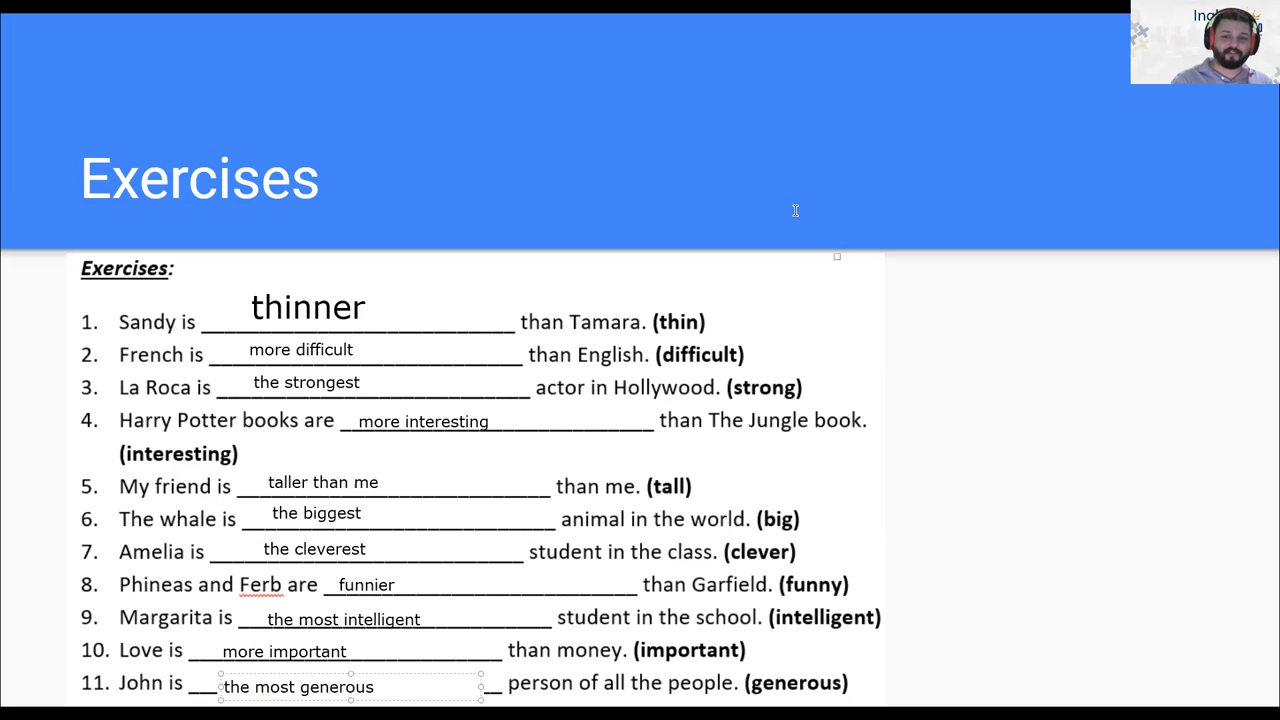 Exercises
Exercises:
1. Sandy is thinner than Tamara. (thin)
2. French is more difficult than English. (difficult)
3. La Roca is the strongest actor in Hollywood. (strong)
4. Harry Potter books are more interesting than The Jungle book.
(interesting)
5. My friend is taller than me than me. (tall)
6. The whale is the biggest animal in the world. (big)
7. Amelia is the cleverest student in the class. (clever)
8. Phineas and Ferb are funnier than Garfield. (funny)
9. Margarita is the most intelligent student in the school. (intelligent)
10. Love is more important than money. (important)
11. John is the most generous person of all the people. (generous)